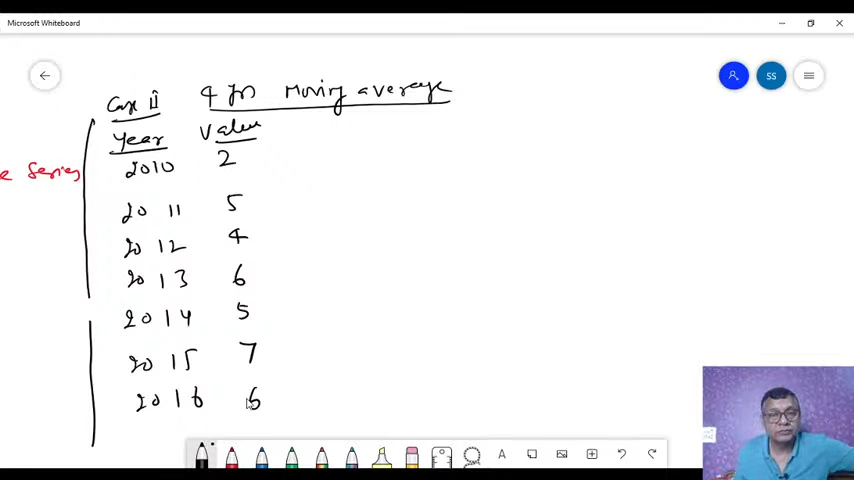 Microsoft Whiteboard
SS
Case II 4 yrs Moving average
Year Value
2010 2
e Series
2011 5
2012 4
2013 6
2014 5
2015 7
2016 6
A